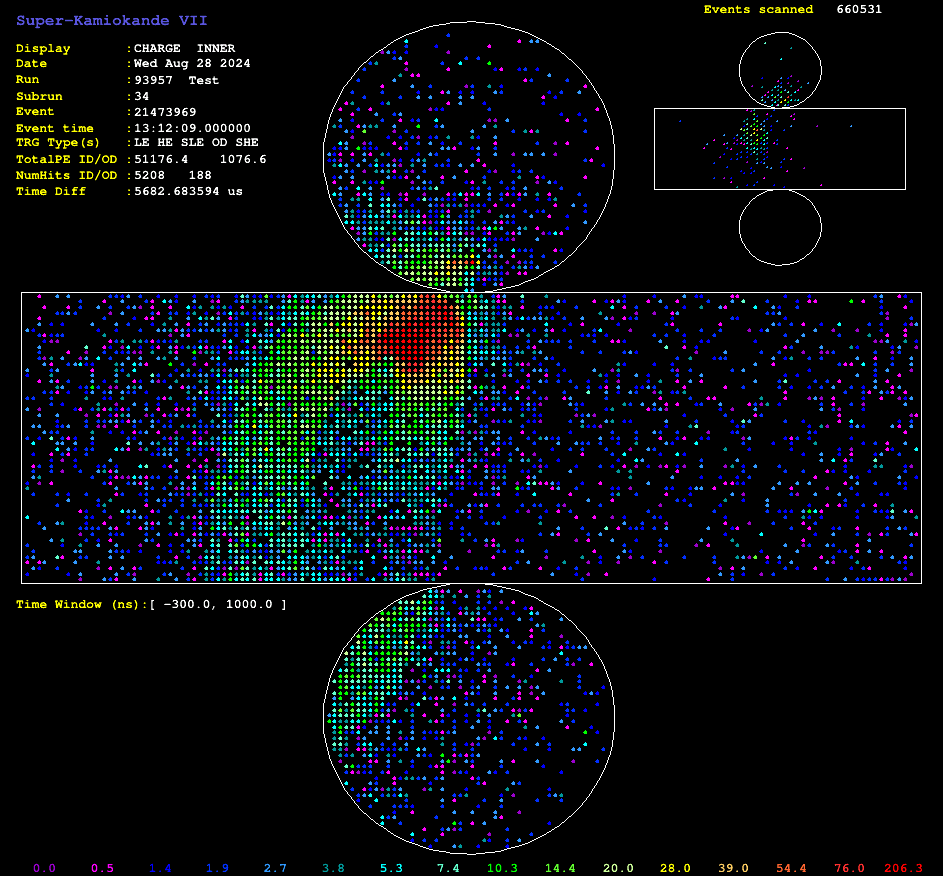 Super-Kamiokande VII
Events scanned 660531
Display :CHARGE INNER
Date :Wed Aug 28 2024
Run :93957 Test
Subrun :34
Event :21473969
Event time :13:12:09.000000
TRG Type(s) :LE HE SLE OD SHE
TotalPE ID/OD :51176.4 1076.6
NumHits ID/OD :5208 188
Time Diff :5682.683594 us
Time Window (ns):[ -300.0, 1000.0 ]
0.0 0.5 1.4 1.9 2.7 3.8 5.3 7.4 10.3 14.4 20.0 28.0 39.0 54.4 76.0 206.3